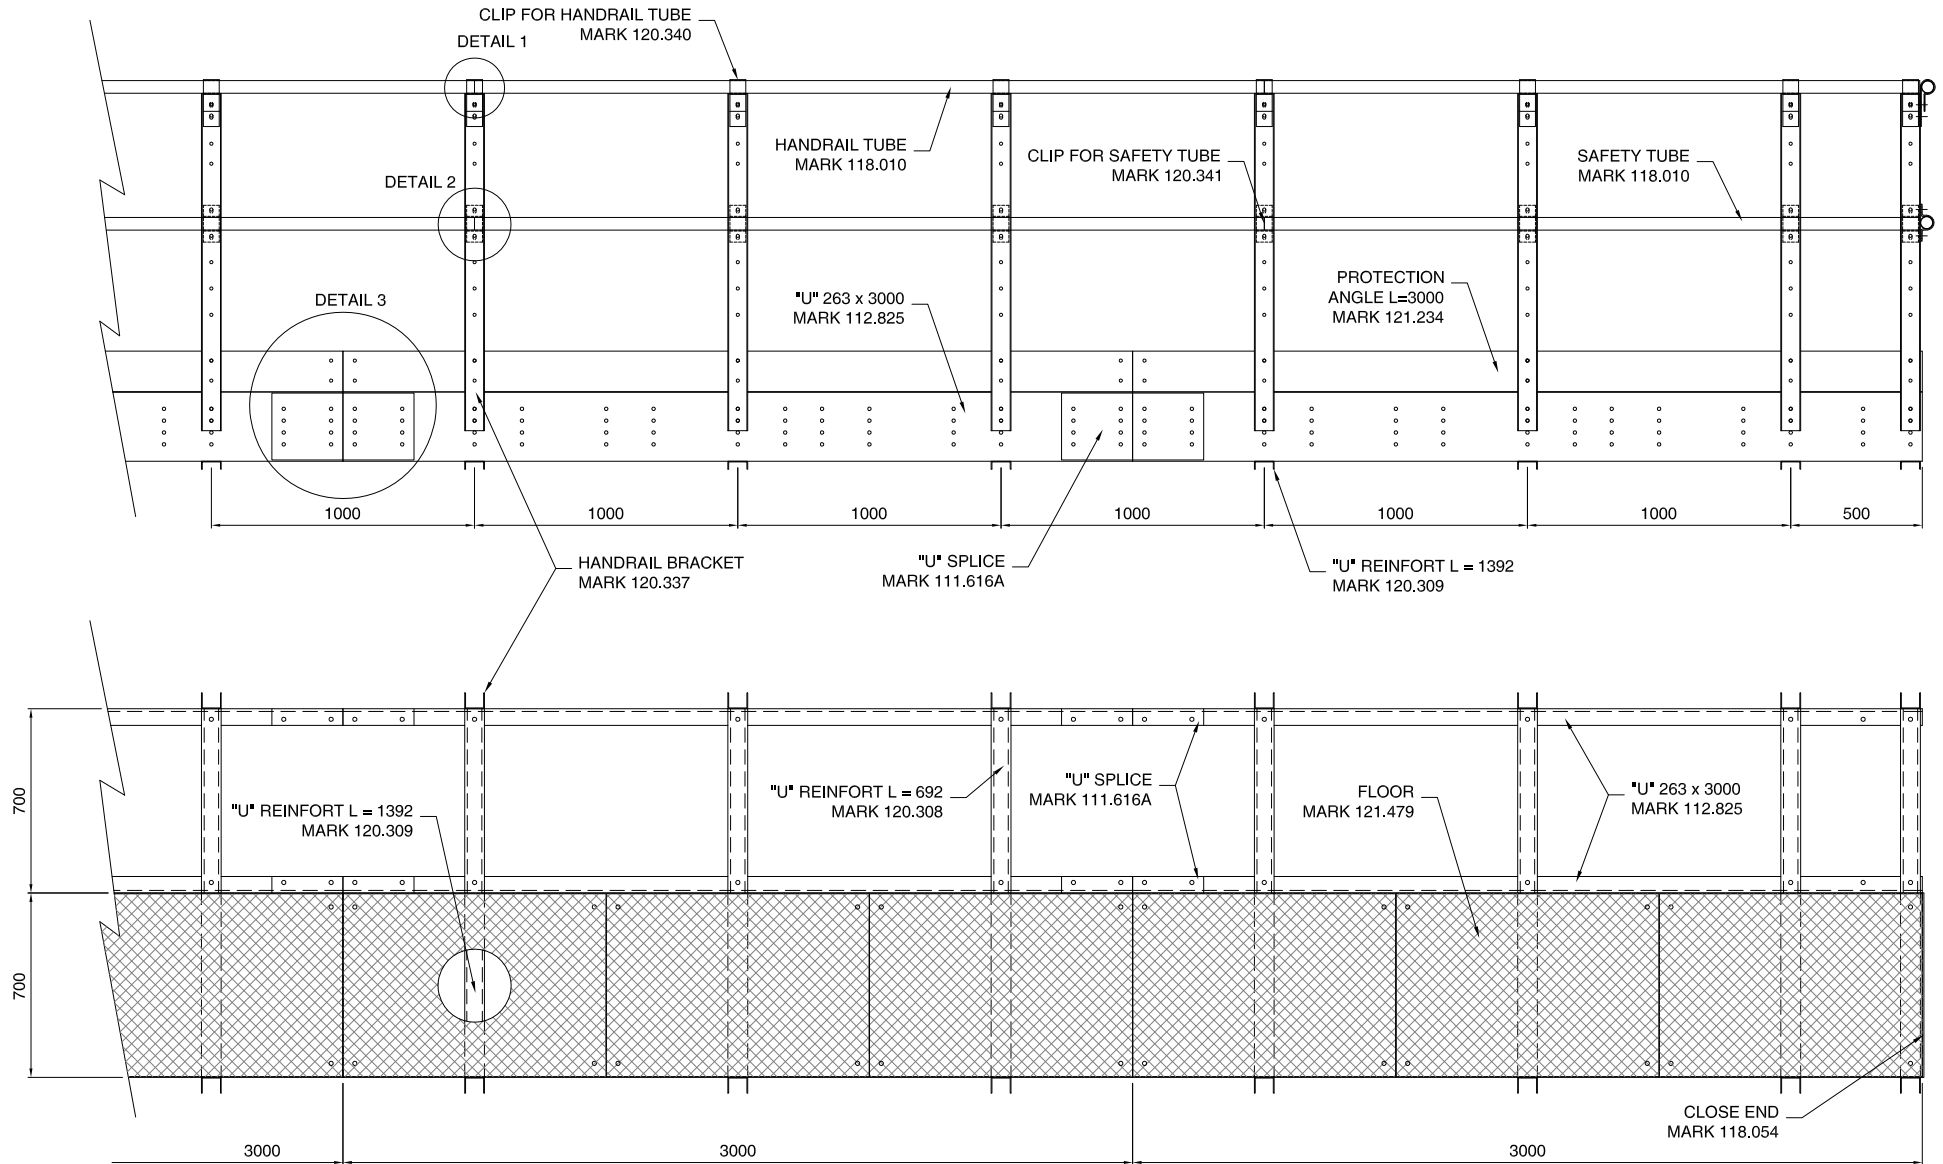 CLIP FOR HANDRAIL TUBE
MARK 120.340
DETAIL 1
HANDRAIL TUBE
MARK 118.010
CLIP FOR SAFETY TUBE
MARK 120.341
SAFETY TUBE
MARK 118.010
DETAIL 2
DETAIL 3
"U" 263 x 3000
MARK 112.825
PROTECTION
ANGLE L=3000
MARK 121.234
1000
1000
1000
1000
1000
1000
500
HANDRAIL BRACKET
MARK 120.337
"U" SPLICE
MARK 111.616A
"U" REINFORT L = 1392
MARK 120.309
700
"U" REINFORT L = 1392
MARK 120.309
"U" REINFORT L = 692
MARK 120.308
"U" SPLICE
MARK 111.616A
FLOOR
MARK 121.479
"U" 263 x 3000
MARK 112.825
700
CLOSE END
MARK 118.054
3000
3000
3000